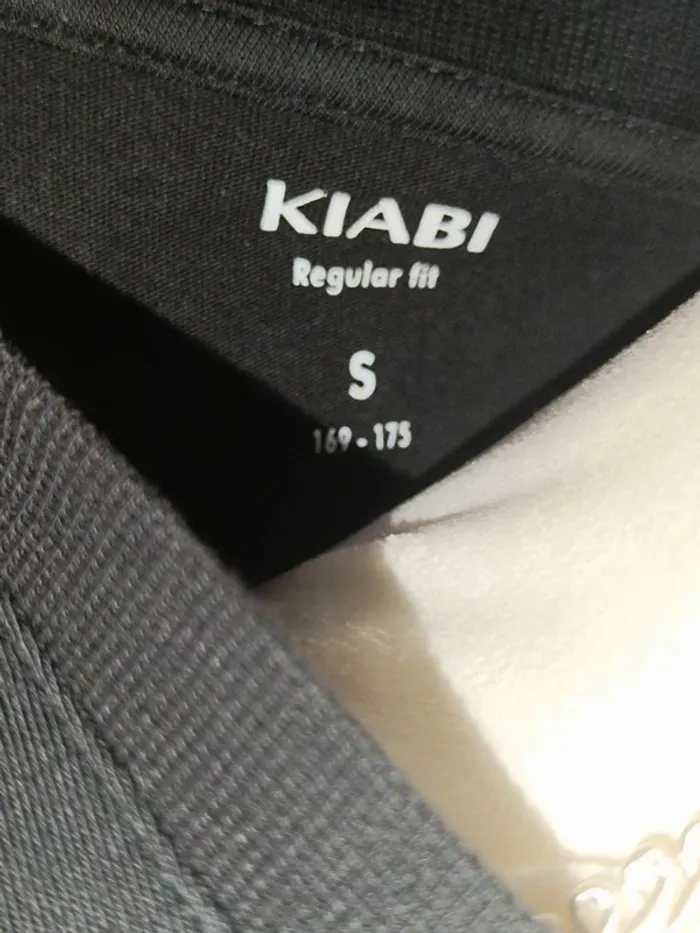 KIABI
Regular fit
S
169-175